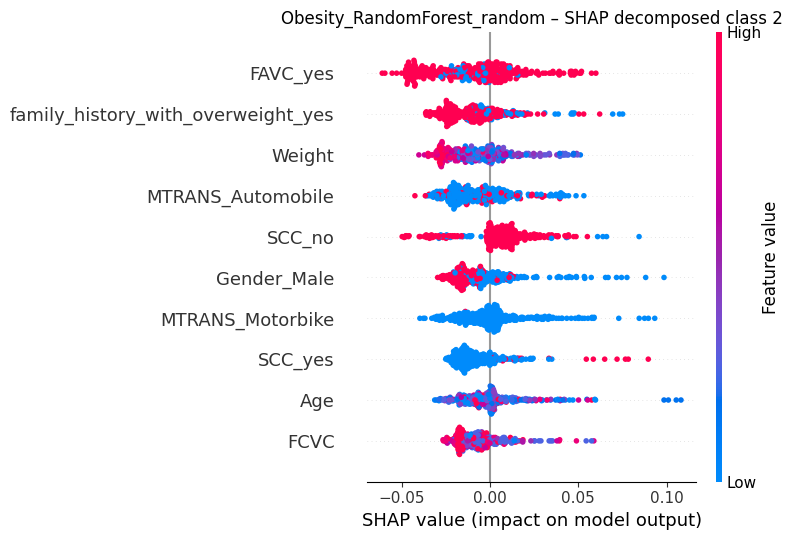 Obesity_RandomForest_random – SHAP decomposed class 2
High
FAVC_yes
family_history_with_overweight_yes
Weight
MTRANS_Automobile
SCC_no
Gender_Male
MTRANS_Motorbike
SCC_yes
Age
FCVC
Feature value
Low
−0.05 0.00 0.05 0.10
SHAP value (impact on model output)